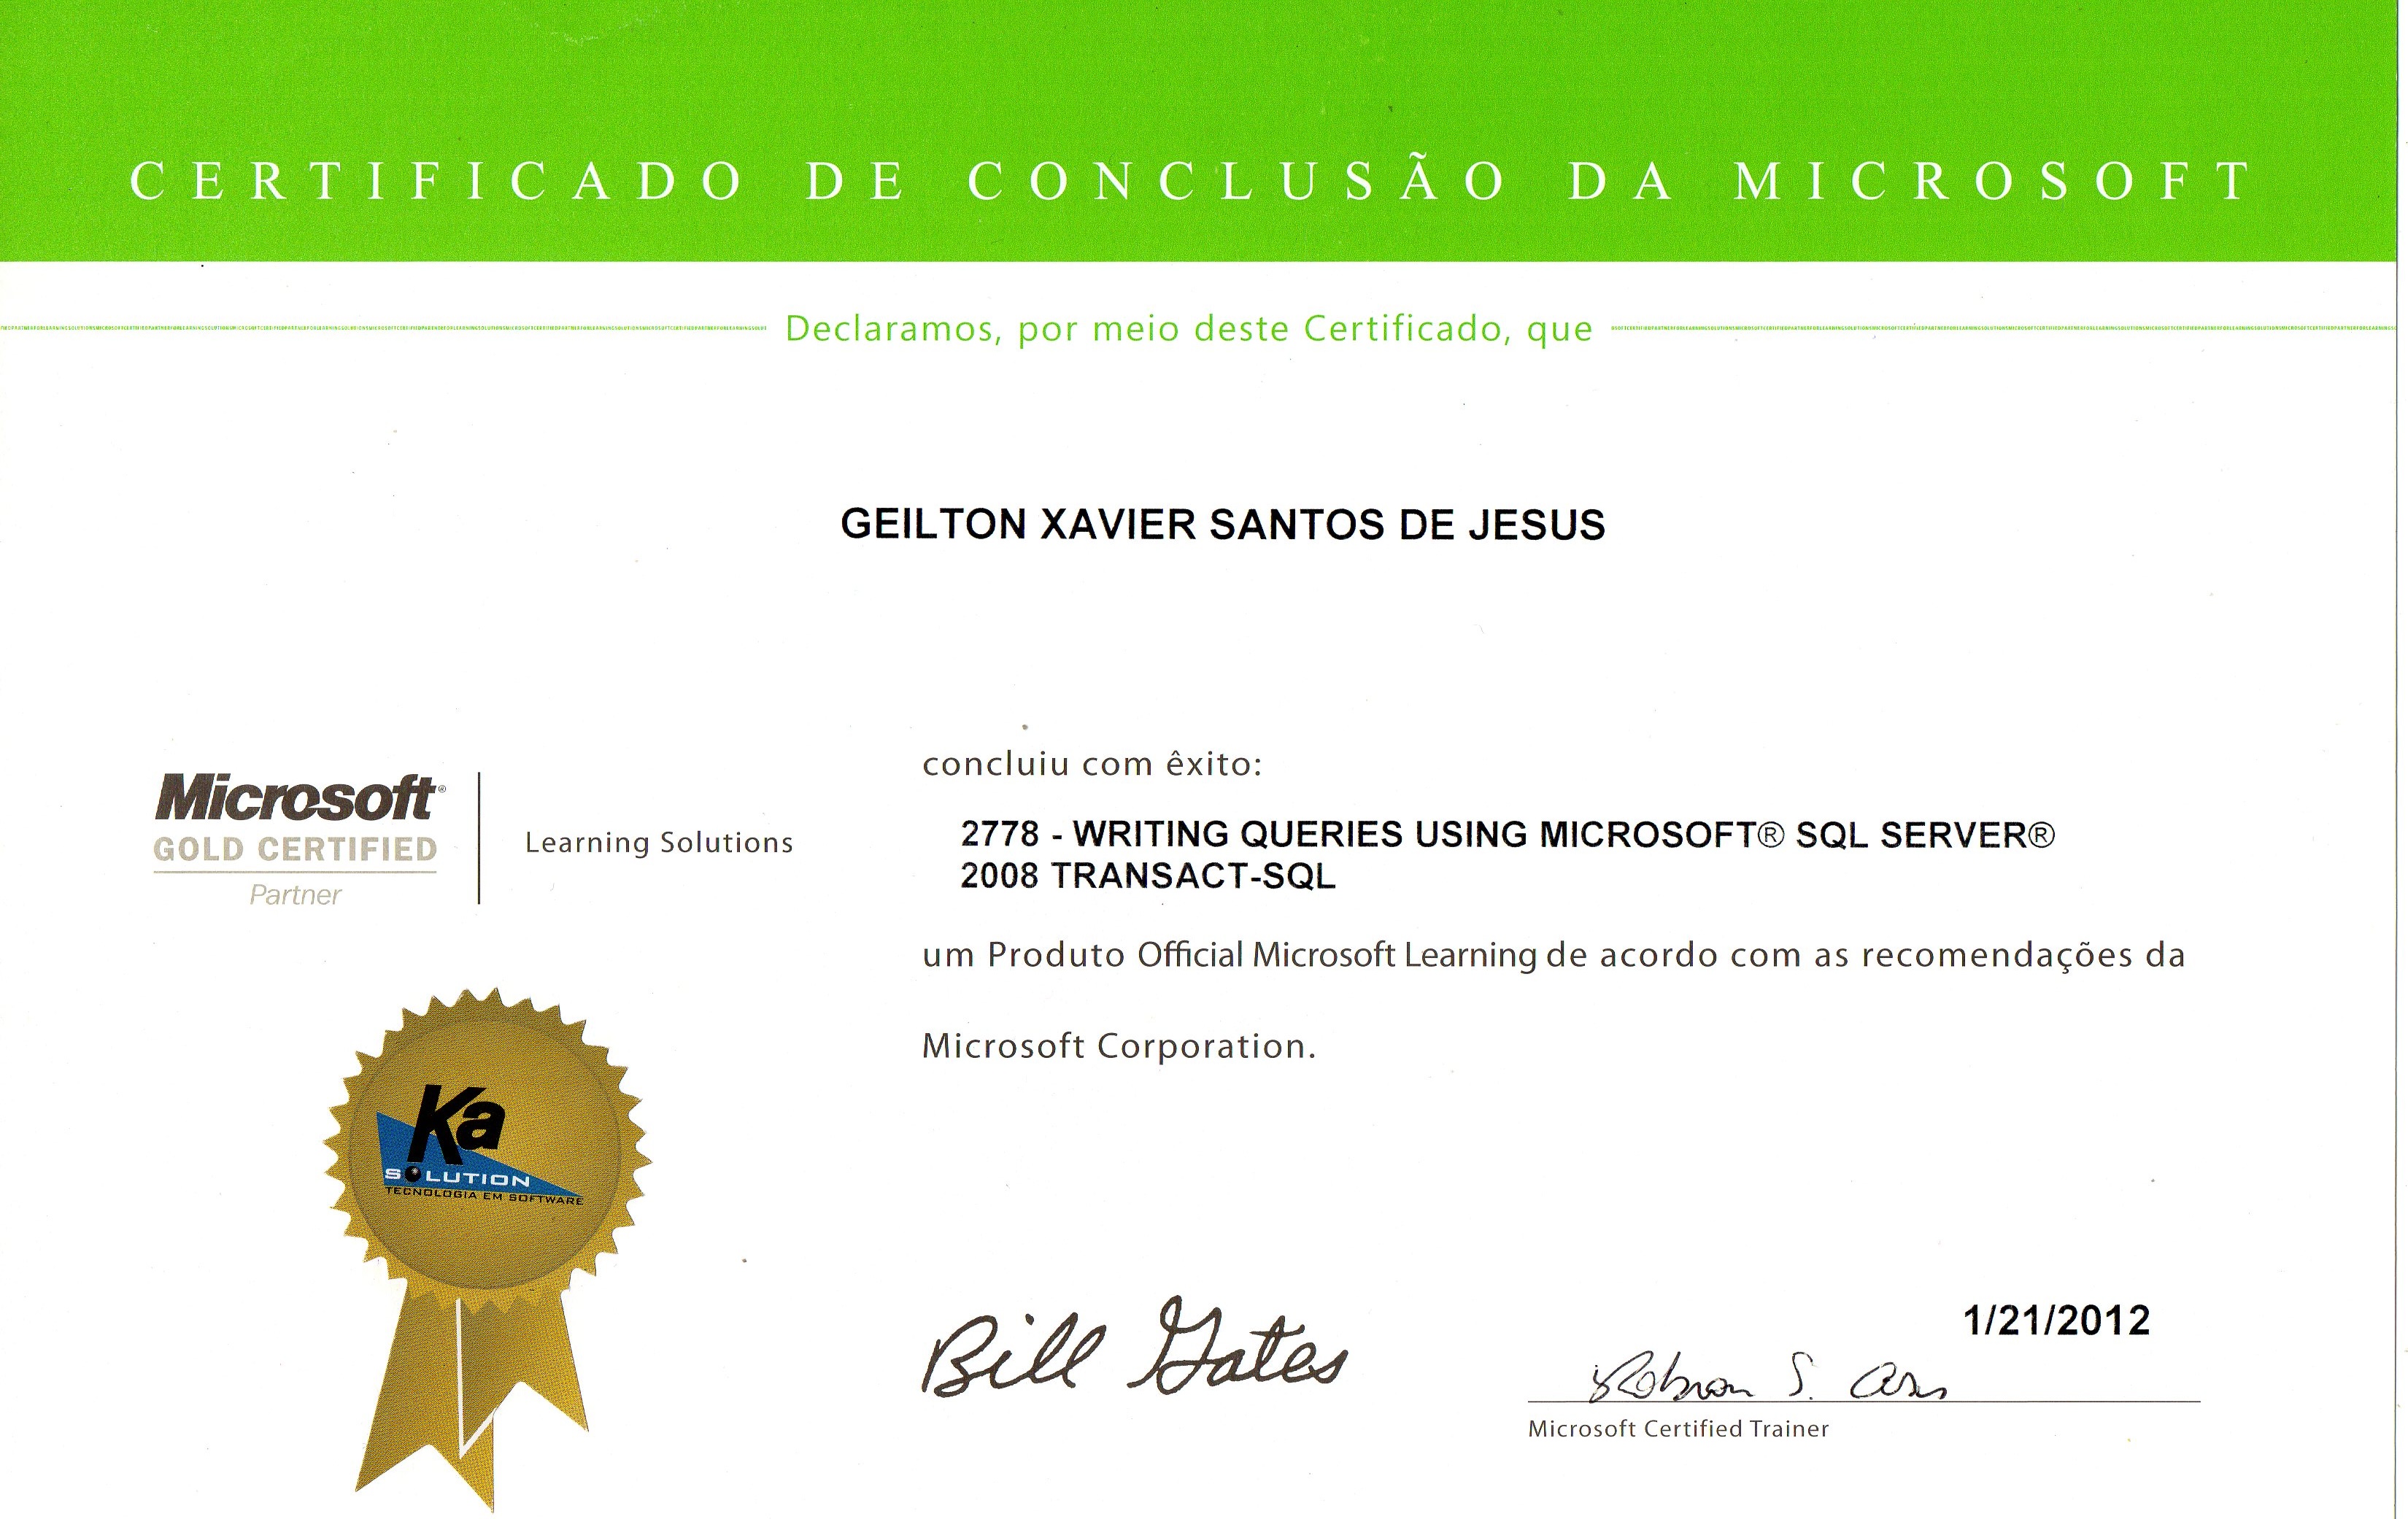 CERTIFICADO DE CONCLUSÃO DA MICROSOFT
Declaramos, por meio deste Certificado, que
GEILTON XAVIER SANTOS DE JESUS
concluiu com êxito:
Microsoft®
GOLD CERTIFIED
Partner
Learning Solutions
2778 - WRITING QUERIES USING MICROSOFT® SQL SERVER®
2008 TRANSACT-SQL
um Produto Official Microsoft Learning de acordo com as recomendações da
Microsoft Corporation.
Ka
SOLUTION
TECNOLOGIA EM SOFTWARE
Bill Gates
1/21/2012
Robson S.
Microsoft Certified Trainer